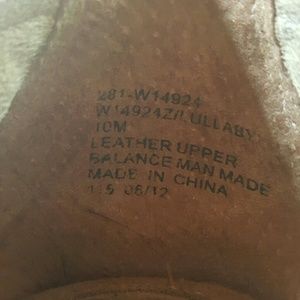 281-W14924
W14924Z/LULLABY
10M
LEATHER UPPER
BALANCE MAN MADE
MADE IN CHINA
1.5 06/12